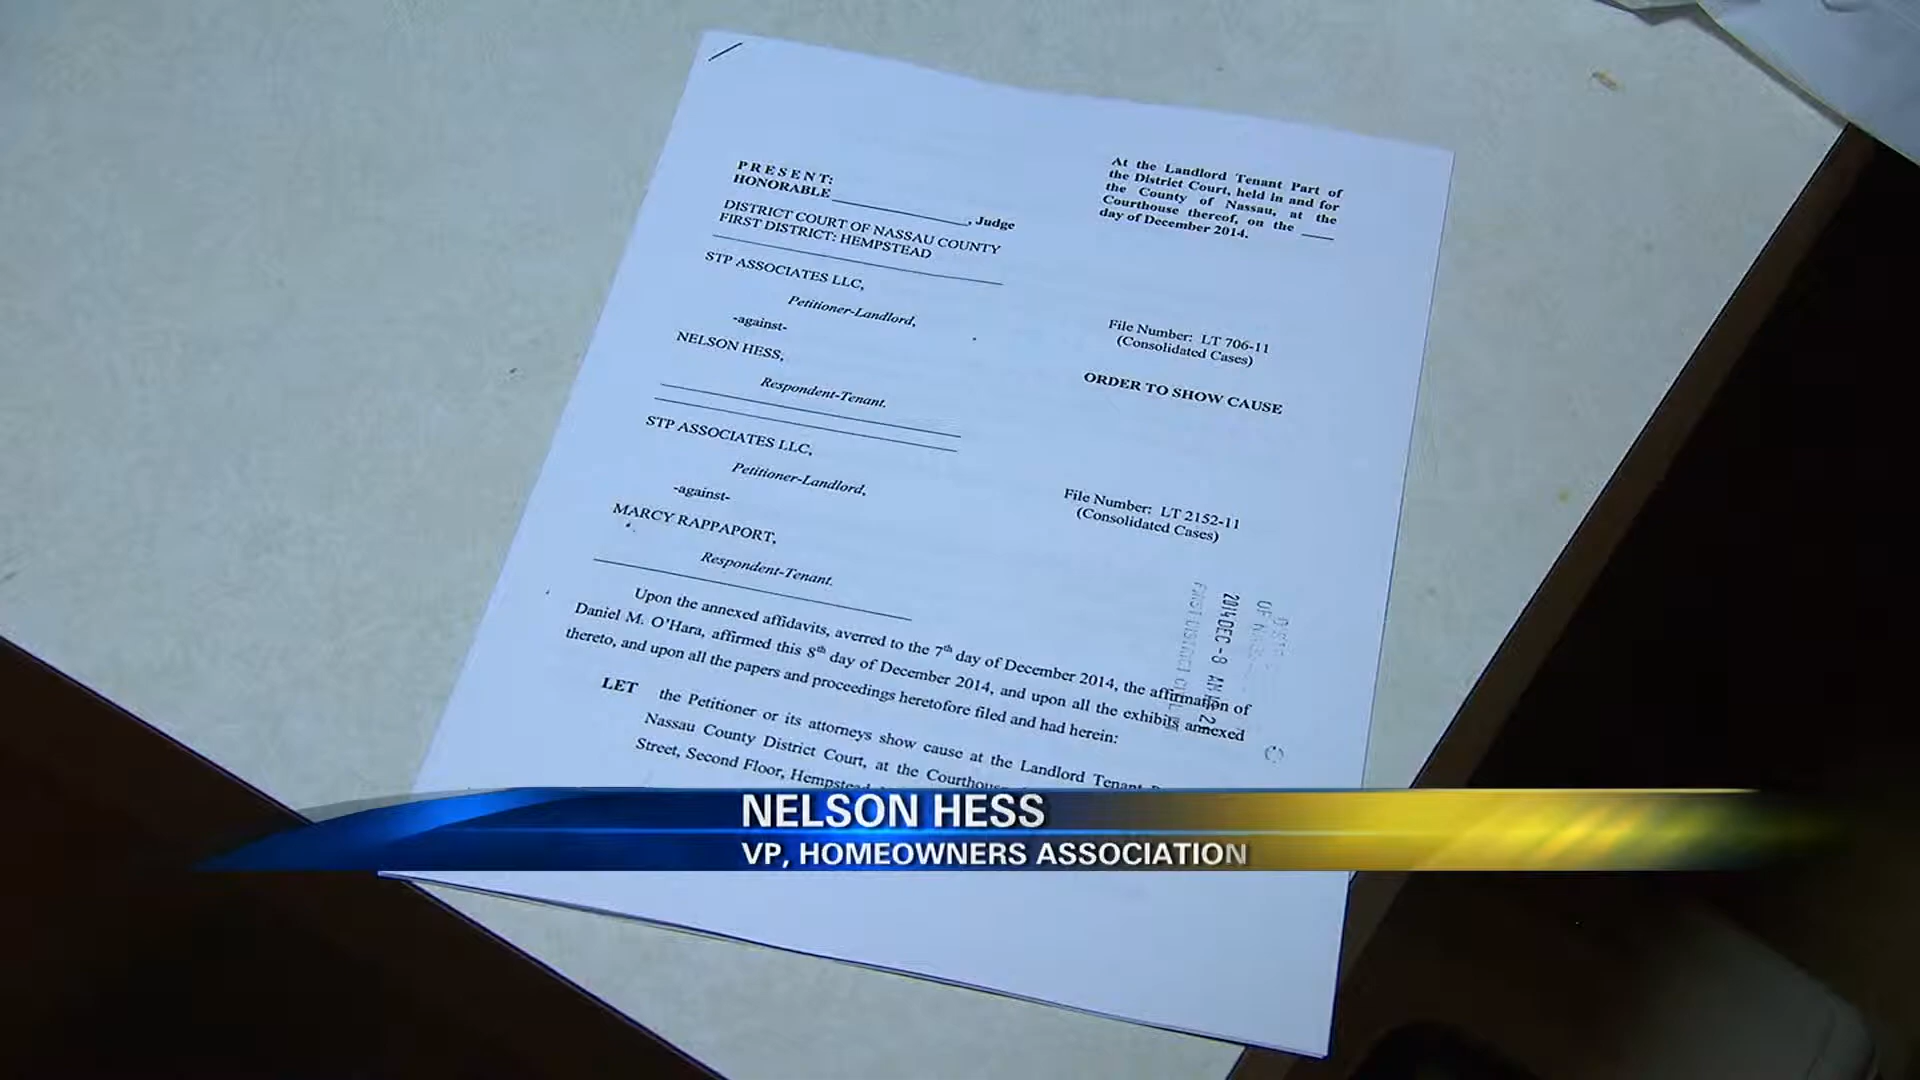 PRESENT:
HONORABLE ____________, Judge
DISTRICT COURT OF NASSAU COUNTY
FIRST DISTRICT: HEMPSTEAD
At the Landlord Tenant Part of
the District Court, held in and for
the County of Nassau, at the
Courthouse thereof, on the ____
day of December 2014.
STP ASSOCIATES LLC,
Petitioner-Landlord,
-against-
NELSON HESS,
Respondent-Tenant.
File Number: LT 706-11
(Consolidated Cases)
ORDER TO SHOW CAUSE
STP ASSOCIATES LLC,
Petitioner-Landlord,
-against-
MARCY RAPPAPORT,
Respondent-Tenant.
File Number: LT 2152-11
(Consolidated Cases)
2014 DEC -8 AM
FIRST DISTRICT
Upon the annexed affidavits, averred to the 7th day of December 2014, the affirmation of
Daniel M. O'Hara, affirmed this 8th day of December 2014, and upon all the exhibits annexed
thereto, and upon all the papers and proceedings heretofore filed and had herein:
LET the Petitioner or its attorneys show cause at the Landlord Tenant
Nassau County District Court, at the Courthouse
Street, Second Floor, Hempstead
NELSON HESS
VP, HOMEOWNERS ASSOCIATION